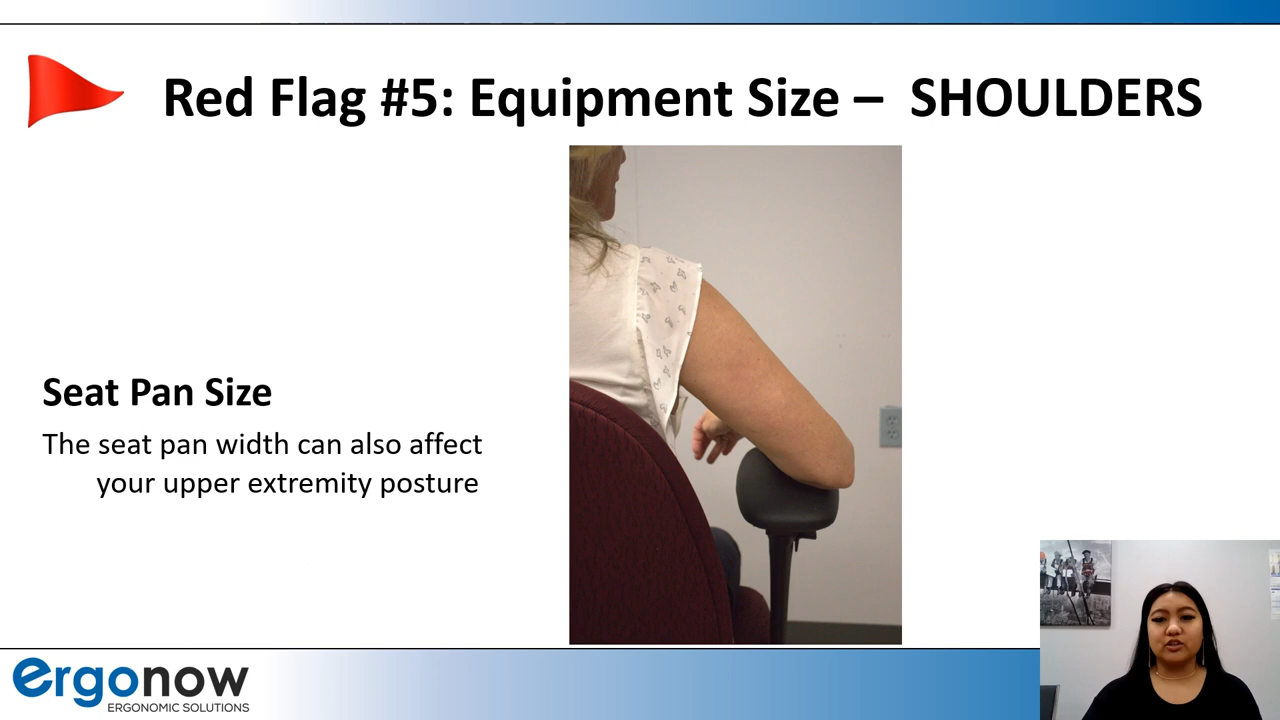 Red Flag #5: Equipment Size – SHOULDERS
Seat Pan Size
The seat pan width can also affect
your upper extremity posture
ergonow
ERGONOMIC SOLUTIONS